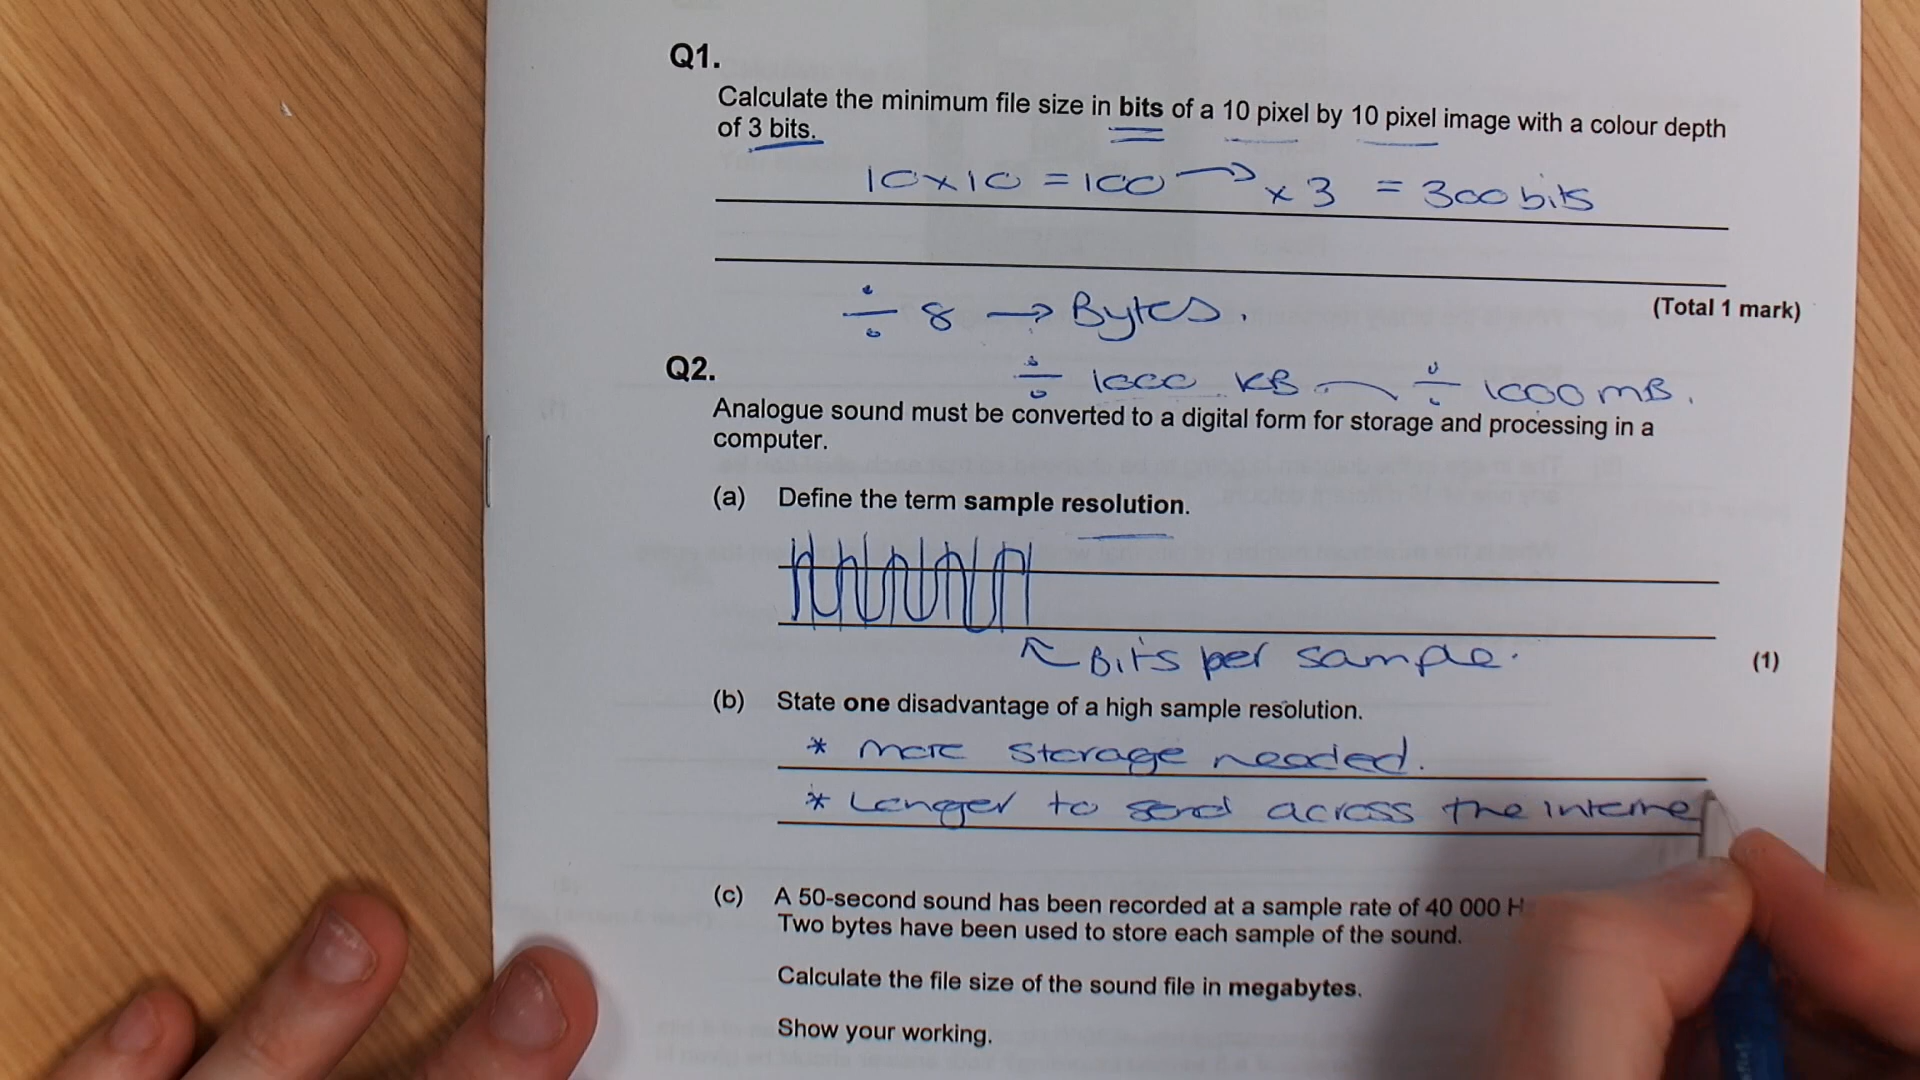 Q1.
Calculate the minimum file size in bits of a 10 pixel by 10 pixel image with a colour depth
of 3 bits.
10 x 10 = 100 → x 3 = 300 bits
(Total 1 mark)
÷ 8 → Bytes.
Q2.
÷ 1000 KB ÷ 1000 MB.
Analogue sound must be converted to a digital form for storage and processing in a
computer.
(a) Define the term sample resolution.
Bits per sample.
(1)
(b) State one disadvantage of a high sample resolution.
* more storage needed.
* Longer to send across the interne
(c) A 50-second sound has been recorded at a sample rate of 40 000 H
Two bytes have been used to store each sample of the sound.
Calculate the file size of the sound file in megabytes.
Show your working.